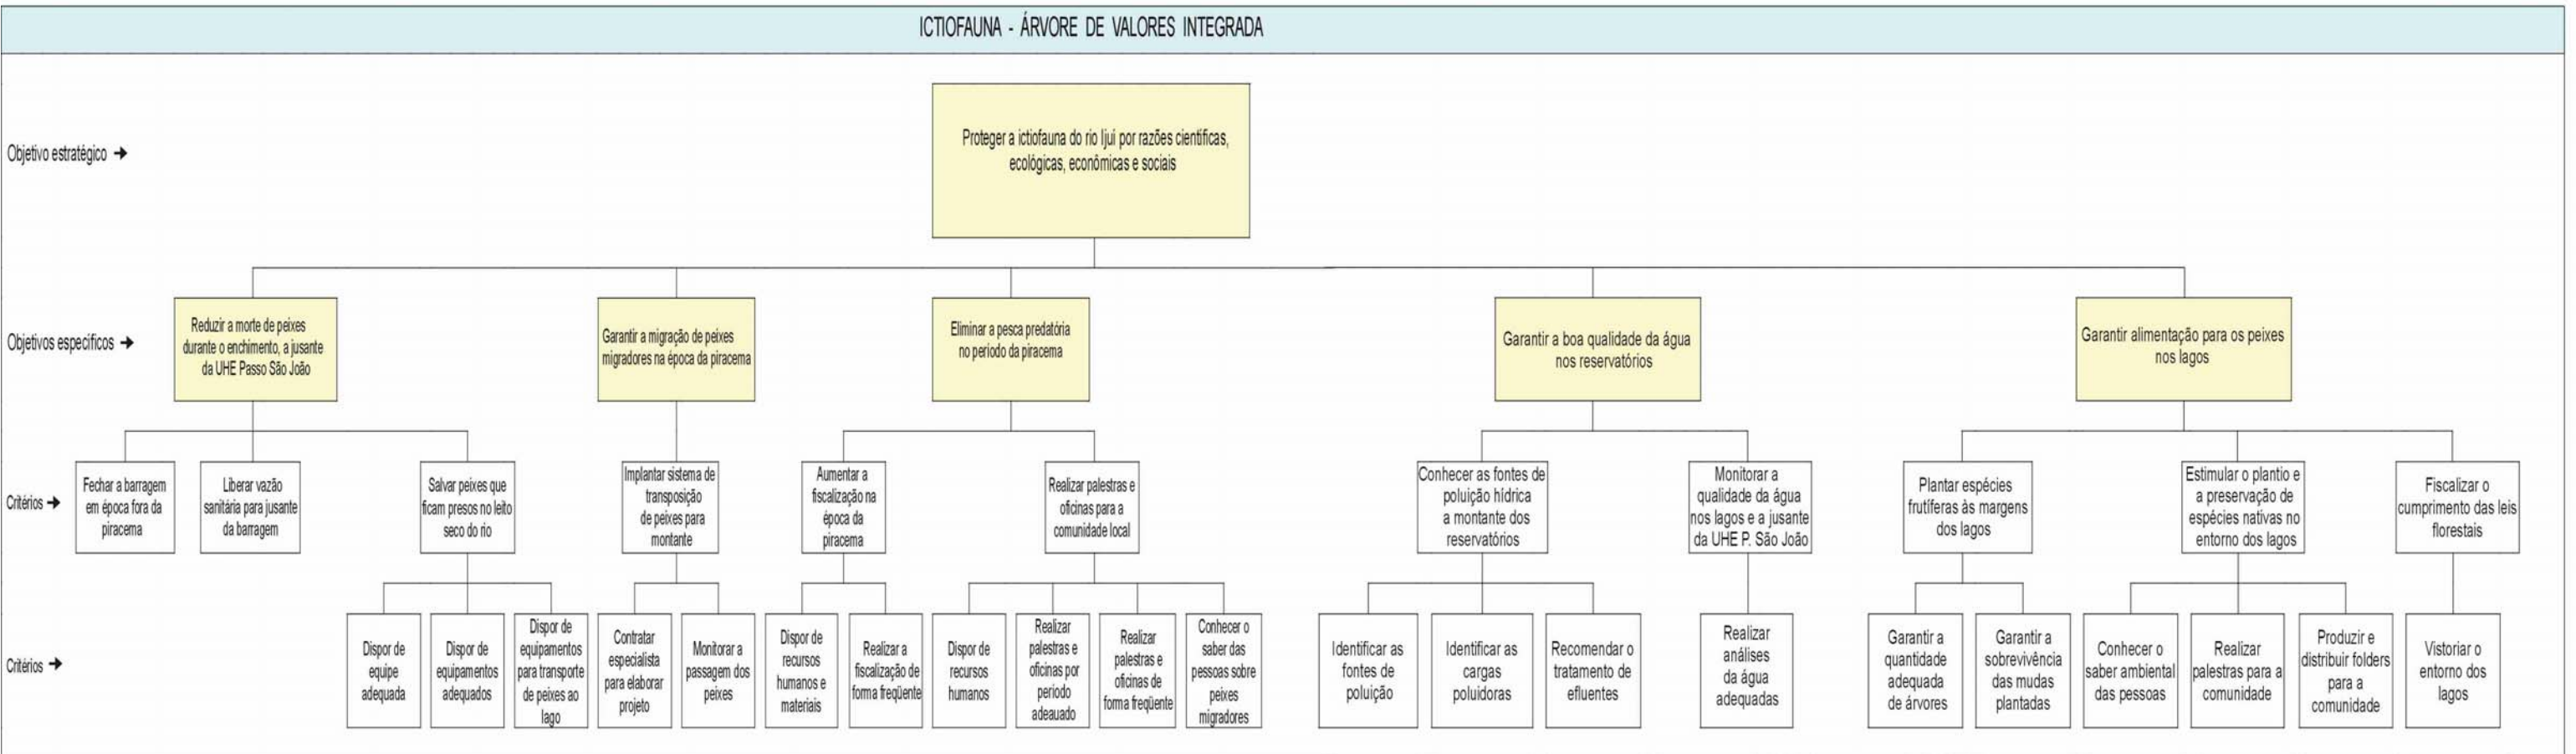 ICTIOFAUNA - ÁRVORE DE VALORES INTEGRADA
Objetivo estratégico
Proteger a ictiofauna do rio Ijuí por razões científicas,
ecológicas, econômicas e sociais
Objetivos específicos
Reduzir a morte de peixes
durante o enchimento, a jusante
da UHE Passo São João
Garantir a migração de peixes
migradores na época da piracema
Eliminar a pesca predatória
no período da piracema
Garantir a boa qualidade da água
nos reservatórios
Garantir alimentação para os peixes
nos lagos
Critérios
Fechar a barragem
em época fora da
piracema
Liberar vazão
sanitária para jusante
da barragem
Salvar peixes que
ficam presos no leito
seco do rio
Implantar sistema de
transposição
de peixes para
montante
Aumentar a
fiscalização na
época da
piracema
Realizar palestras e
oficinas para a
comunidade local
Conhecer as fontes de
poluição hídrica
a montante dos
reservatórios
Monitorar a
qualidade da água
nos lagos e a jusante
da UHE P. São João
Plantar espécies
frutíferas às margens
dos lagos
Estimular o plantio e
a preservação de
espécies nativas no
entorno dos lagos
Fiscalizar o
cumprimento das leis
florestais
Critérios
Dispor de
equipe
adequada
Dispor de
equipamentos
adequados
Dispor de
equipamentos
para transporte
de peixes ao
lago
Contratar
especialista
para elaborar
projeto
Monitorar a
passagem dos
peixes
Dispor de
recursos
humanos e
materiais
Realizar a
fiscalização de
forma freqüente
Dispor de
recursos
humanos
Realizar
palestras e
oficinas por
período
adeauado
Realizar
palestras e
oficinas de
forma freqüente
Conhecer o
saber das
pessoas sobre
peixes
migradores
Identificar as
fontes de
poluição
Identificar as
cargas
poluidoras
Recomendar o
tratamento de
efluentes
Realizar
análises
da água
adequadas
Garantir a
quantidade
adequada
de árvores
Garantir a
sobrevivência
das mudas
plantadas
Conhecer o
saber ambiental
das pessoas
Realizar
palestras para a
comunidade
Produzir e
distribuir folders
para a
comunidade
Vistoriar o
entorno dos
lagos